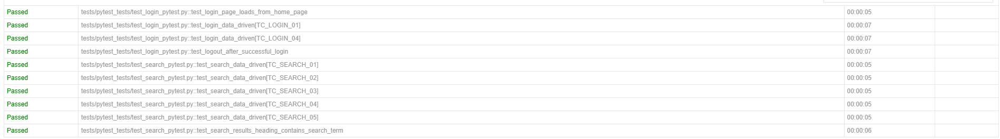 Passed tests/pytest_tests/test_login_pytest.py::test_login_page_loads_from_home_page 00:00:05
Passed tests/pytest_tests/test_login_pytest.py::test_login_data_driven[TC_LOGIN_01] 00:00:07
Passed tests/pytest_tests/test_login_pytest.py::test_login_data_driven[TC_LOGIN_04] 00:00:07
Passed tests/pytest_tests/test_login_pytest.py::test_logout_after_successful_login 00:00:07
Passed tests/pytest_tests/test_search_pytest.py::test_search_data_driven[TC_SEARCH_01] 00:00:05
Passed tests/pytest_tests/test_search_pytest.py::test_search_data_driven[TC_SEARCH_02] 00:00:05
Passed tests/pytest_tests/test_search_pytest.py::test_search_data_driven[TC_SEARCH_03] 00:00:05
Passed tests/pytest_tests/test_search_pytest.py::test_search_data_driven[TC_SEARCH_04] 00:00:05
Passed tests/pytest_tests/test_search_pytest.py::test_search_data_driven[TC_SEARCH_05] 00:00:05
Passed tests/pytest_tests/test_search_pytest.py::test_search_results_heading_contains_search_term 00:00:06